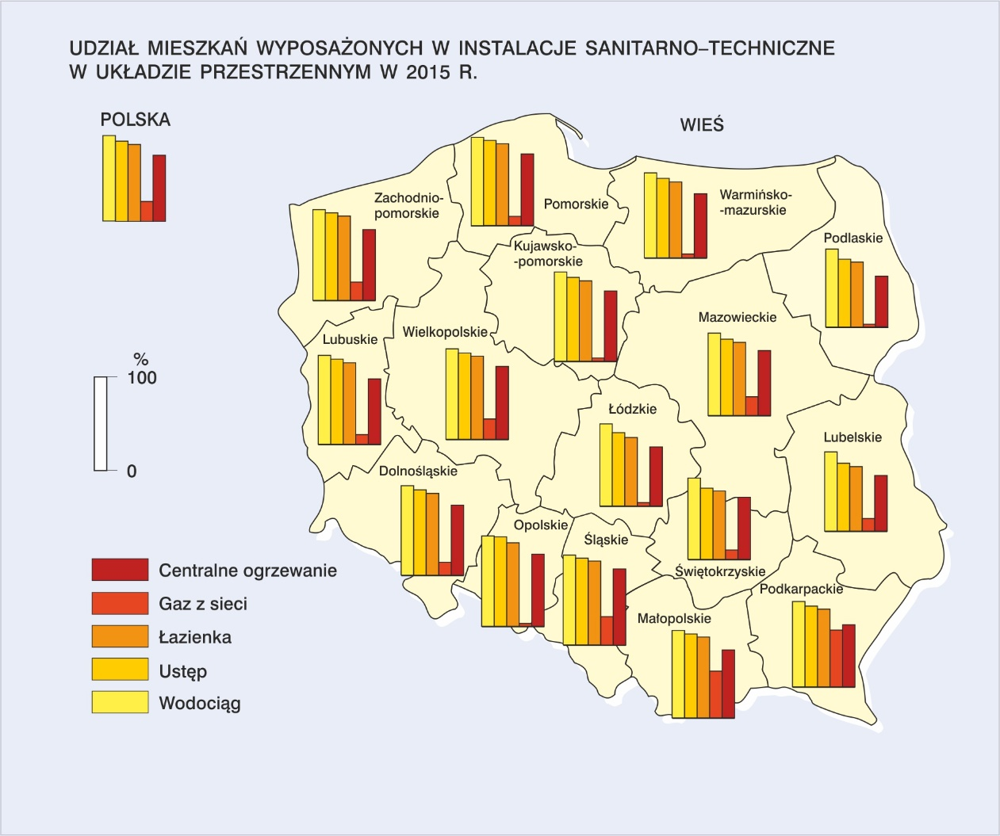 UDZIAŁ MIESZKAŃ WYPOSAŻONYCH W INSTALACJE SANITARNO–TECHNICZNE
W UKŁADZIE PRZESTRZENNYM W 2015 R.
POLSKA
WIEŚ
Zachodnio-
pomorskie
Pomorskie
Warmińsko-
-mazurskie
Podlaskie
Kujawsko-
-pomorskie
Mazowieckie
Wielkopolskie
Lubuskie
%
100
0
Łódzkie
Lubelskie
Dolnośląskie
Opolskie
Śląskie
Świętokrzyskie
Podkarpackie
Małopolskie
Centralne ogrzewanie
Gaz z sieci
Łazienka
Ustęp
Wodociąg